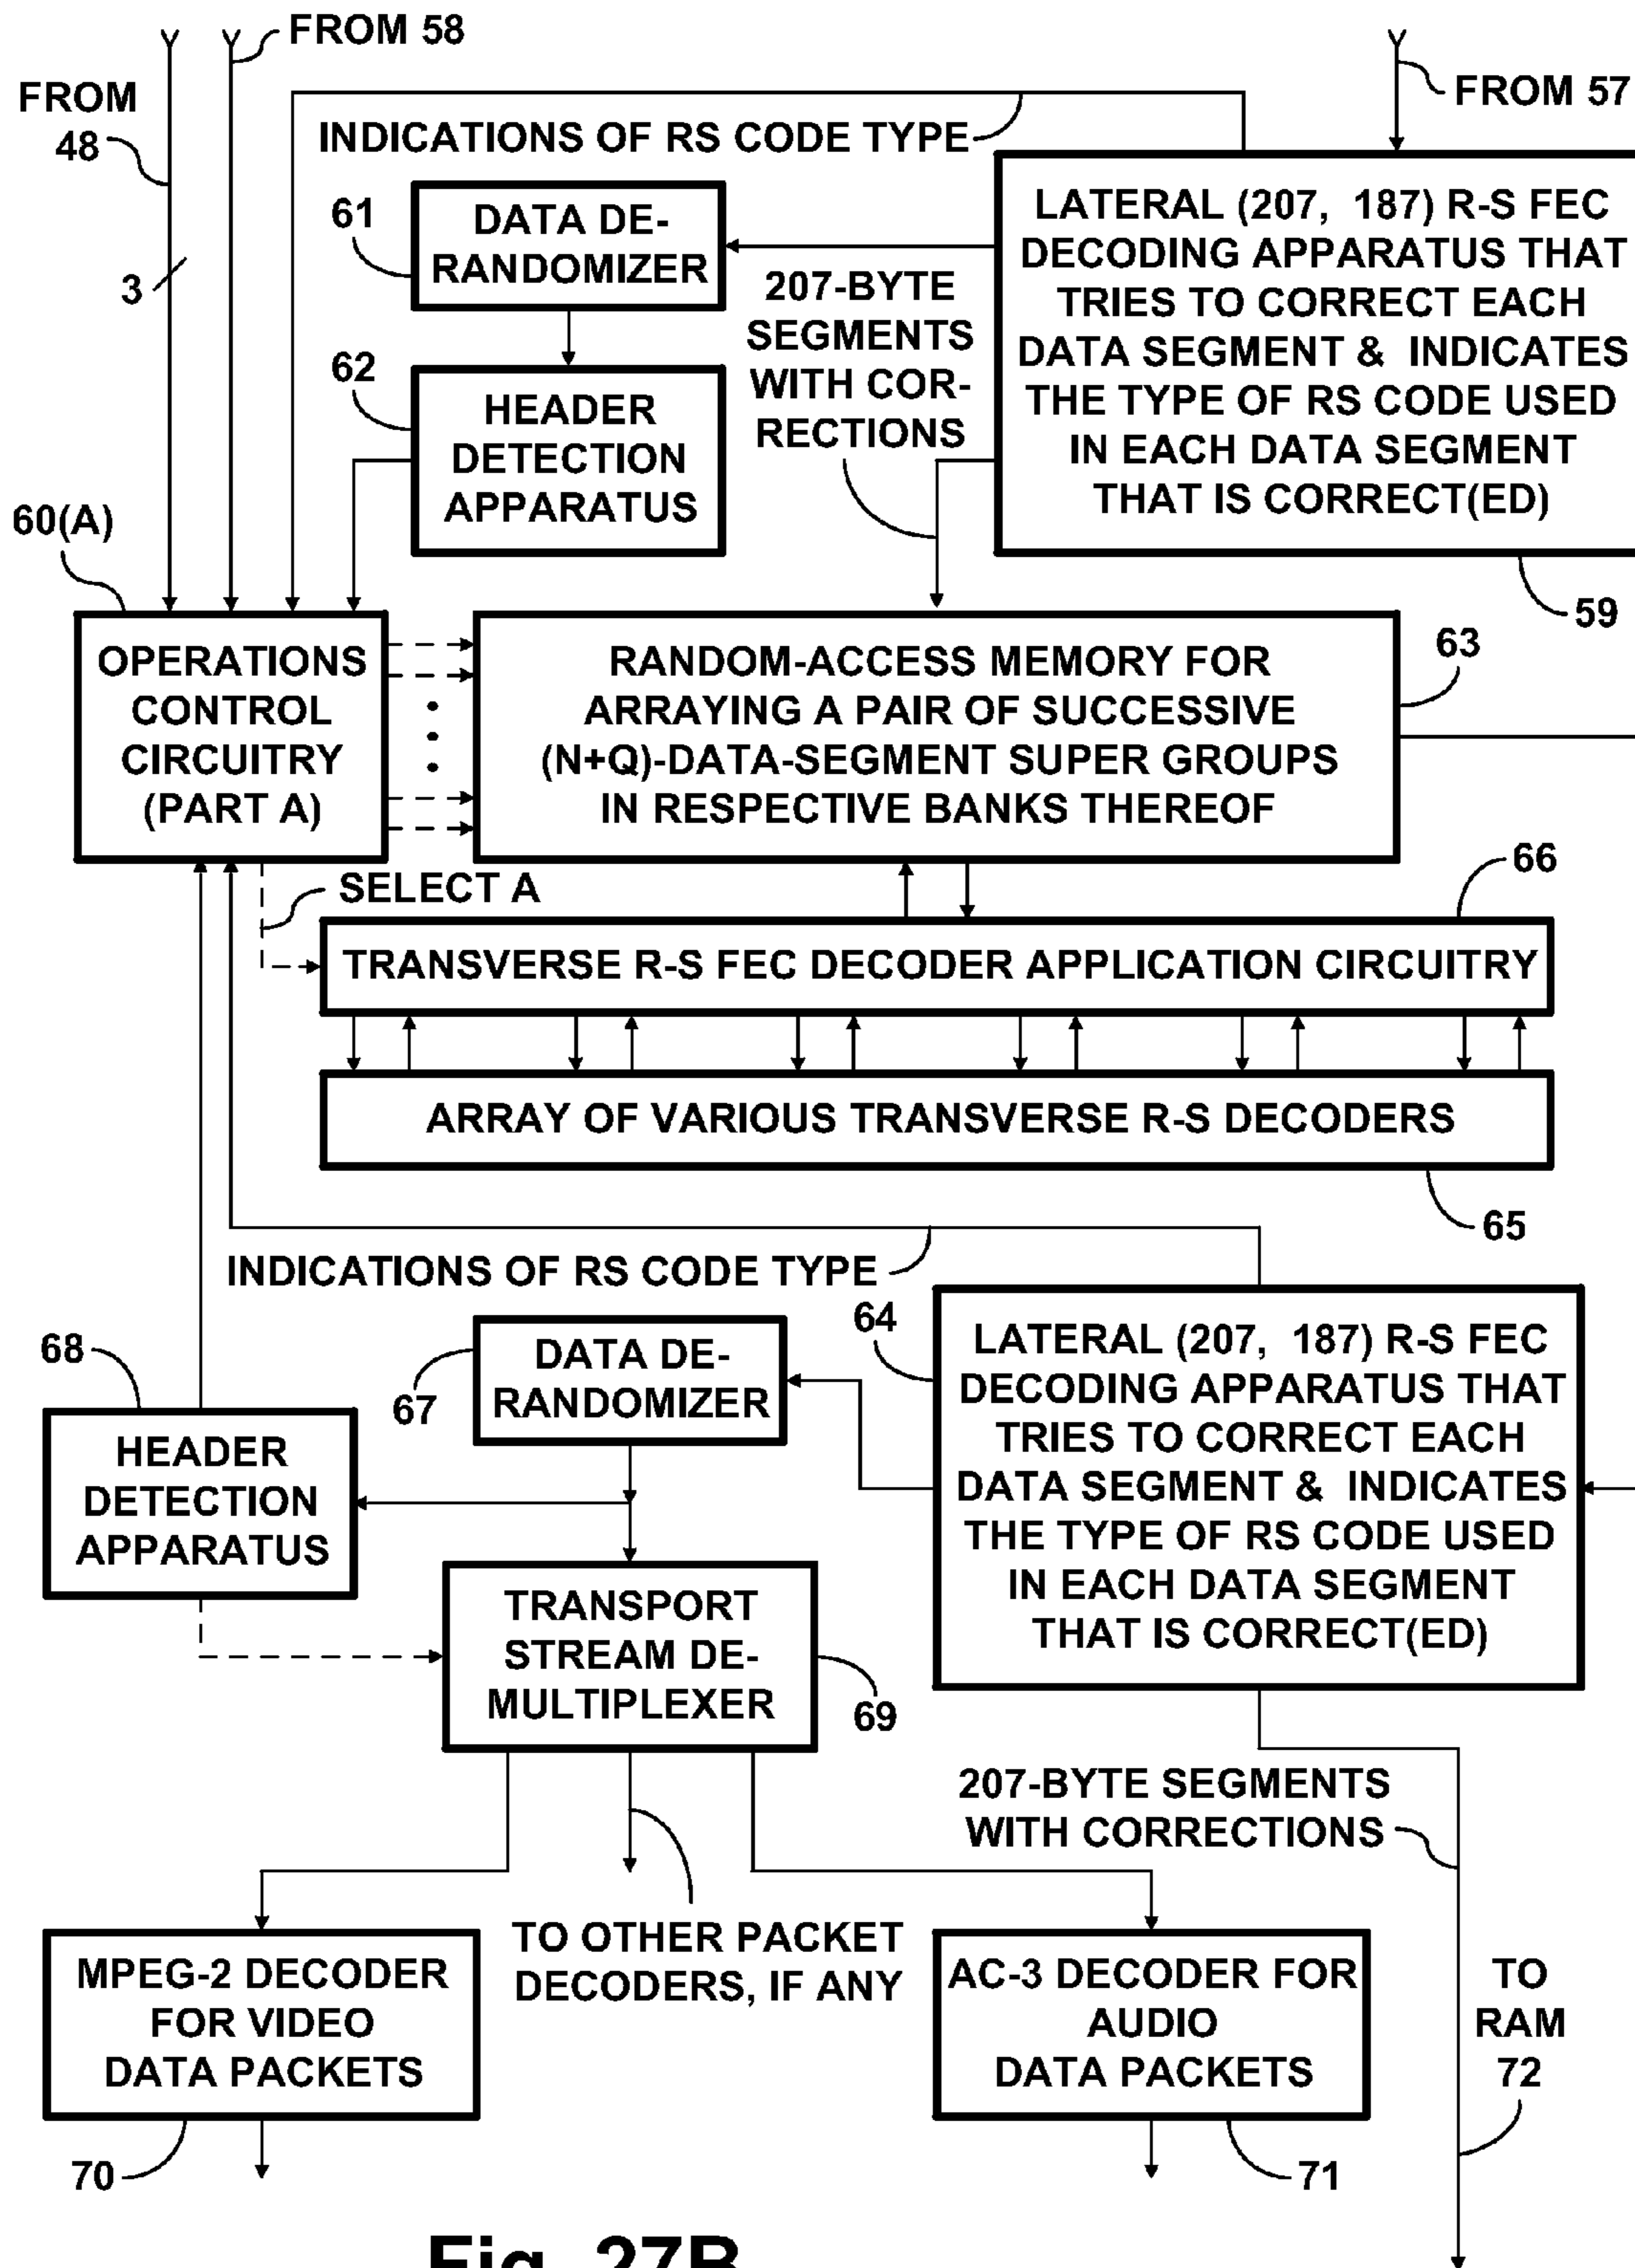 FROM 58
FROM
48
FROM 57
INDICATIONS OF RS CODE TYPE
3
61
DATA DE-
RANDOMIZER
LATERAL (207, 187) R-S FEC
DECODING APPARATUS THAT
TRIES TO CORRECT EACH
DATA SEGMENT & INDICATES
THE TYPE OF RS CODE USED
IN EACH DATA SEGMENT
THAT IS CORRECT(ED)
59
207-BYTE
SEGMENTS
WITH COR-
RECTIONS
62
HEADER
DETECTION
APPARATUS
60(A)
OPERATIONS
CONTROL
CIRCUITRY
(PART A)
RANDOM-ACCESS MEMORY FOR
ARRAYING A PAIR OF SUCCESSIVE
(N+Q)-DATA-SEGMENT SUPER GROUPS
IN RESPECTIVE BANKS THEREOF
63
SELECT A
66
TRANSVERSE R-S FEC DECODER APPLICATION CIRCUITRY
ARRAY OF VARIOUS TRANSVERSE R-S DECODERS
65
INDICATIONS OF RS CODE TYPE
64
LATERAL (207, 187) R-S FEC
DECODING APPARATUS THAT
TRIES TO CORRECT EACH
DATA SEGMENT & INDICATES
THE TYPE OF RS CODE USED
IN EACH DATA SEGMENT
THAT IS CORRECT(ED)
67
DATA DE-
RANDOMIZER
68
HEADER
DETECTION
APPARATUS
TRANSPORT
STREAM DE-
MULTIPLEXER
69
207-BYTE SEGMENTS
WITH CORRECTIONS
TO OTHER PACKET
DECODERS, IF ANY
MPEG-2 DECODER
FOR VIDEO
DATA PACKETS
70
AC-3 DECODER FOR
AUDIO
DATA PACKETS
71
TO
RAM
72
Fig. 27B